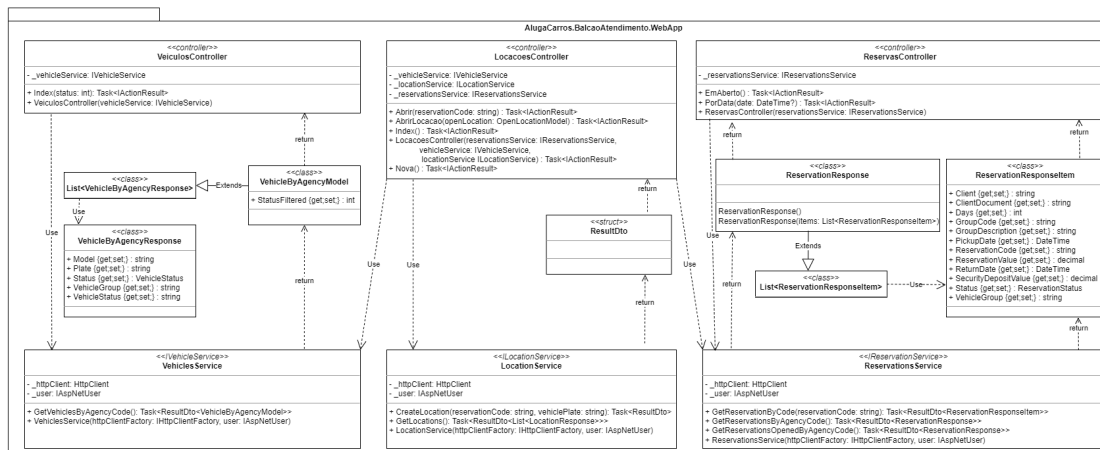 AlugaCarros.BalcaoAtendimento.WebApp
<<controller>>
VeiculosController
- _vehicleService: IVehicleService
+ Index(status: int): Task<IActionResult>
+ VeiculosController(vehicleService: IVehicleService)
<<controller>>
LocacoesController
- _vehicleService: IVehicleService
- _locationService: ILocationService
- _reservationsService: IReservationsService
+ Abrir(reservationCode: string) : Task<IActionResult>
+ AbrirLocacao(openLocation: OpenLocationModel) : Task<IActionResult>
+ Index() : Task<IActionResult>
+ LocacoesController(reservationsService: IReservationsService,
vehicleService: IVehicleService,
locationService ILocationService) : Task<IActionResult>
+ Nova() : Task<IActionResult>
<<controller>>
ReservasController
- _reservationsService: IReservationsService
+ EmAberto() : Task<IActionResult>
+ PorData(date: DateTime?) : Task<IActionResult>
+ ReservasController(reservationsService: IReservationsService)
return
return
return
<<class>>
List<VehicleByAgencyResponse>
Extends
<<class>>
VehicleByAgencyModel
+ StatusFiltered {get;set;} : int
Use
<<class>>
VehicleByAgencyResponse
+ Model {get;set;} : string
+ Plate {get;set;} : string
+ Status {get;set;} : VehicleStatus
+ VehicleGroup {get;set;} : string
+ VehicleStatus {get;set;} : string
return
<<struct>>
ResultDto
<<class>>
ReservationResponse
ReservationResponse()
ReservationResponse(items: List<ReservationResponseItem>)
Extends
<<class>>
List<ReservationResponseItem>
Use
<<class>>
ReservationResponseItem
+ Client {get;set;} : string
+ ClientDocument {get;set;} : string
+ Days {get;set;} : int
+ GroupCode {get;set;} : string
+ GroupDescription {get;set;} : string
+ PickupDate {get;set;} : DateTime
+ ReservationCode {get;set;} : string
+ ReservationValue {get;set;} : decimal
+ ReturnDate {get;set;} : DateTime
+ SecurityDepositValue {get;set;} : decimal
+ Status {get;set;} : ReservationStatus
+ VehicleGroup {get;set;} : string
Use
return
Use
Use
return
Use
Use
return
return
<<IVehicleService>>
VehiclesService
- _httpClient: HttpClient
- _user: IAspNetUser
+ GetVehiclesByAgencyCode(): Task<ResultDto<VehicleByAgencyModel>>
+ VehiclesService(httpClientFactory: IHttpClientFactory, user: IAspNetUser)
<<ILocationService>>
LocationService
- _httpClient: HttpClient
- _user: IAspNetUser
+ CreateLocation(reservationCode: string, vehiclePlate: string): Task<ResultDto>
+ GetLocations(): Task<ResultDto<List<LocationResponse>>>
+ LocationService(httpClientFactory: IHttpClientFactory, user: IAspNetUser)
<<IReservationService>>
ReservationsService
- _httpClient: HttpClient
- _user: IAspNetUser
+ GetReservationByCode(reservationCode: string): Task<ResultDto<ReservationResponseItem>>
+ GetReservationsByAgencyCode(): Task<ResultDto<ReservationResponse>>
+ GetReservationsOpenedByAgencyCode(): Task<ResultDto<ReservationResponse>>
+ ReservationsService(httpClientFactory: IHttpClientFactory, user: IAspNetUser)